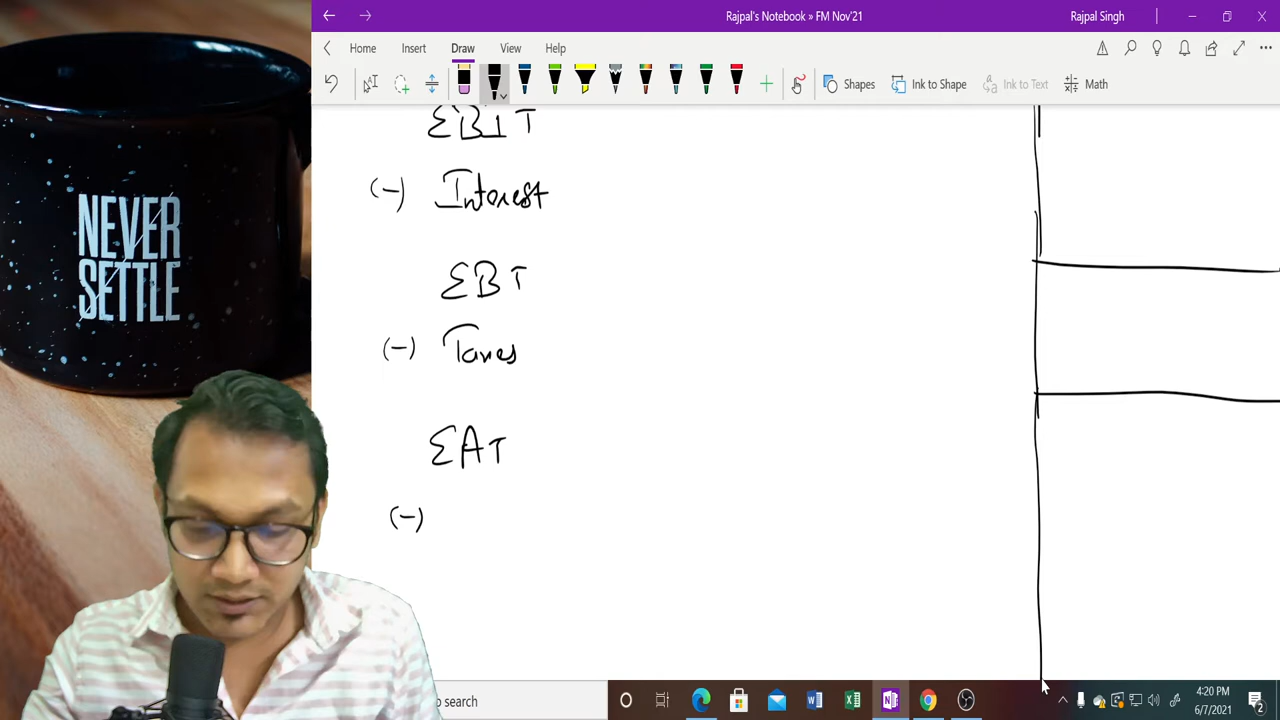 Rajpal's Notebook » FM Nov'21
Rajpal Singh
Home Insert Draw View Help
Shapes Ink to Shape Ink to Text Math
EBIT
(-) Interest
EBT
(-) Taxes
EAT
(-)
NEVER
SETTLE
o search
4:20 PM
6/7/2021
2